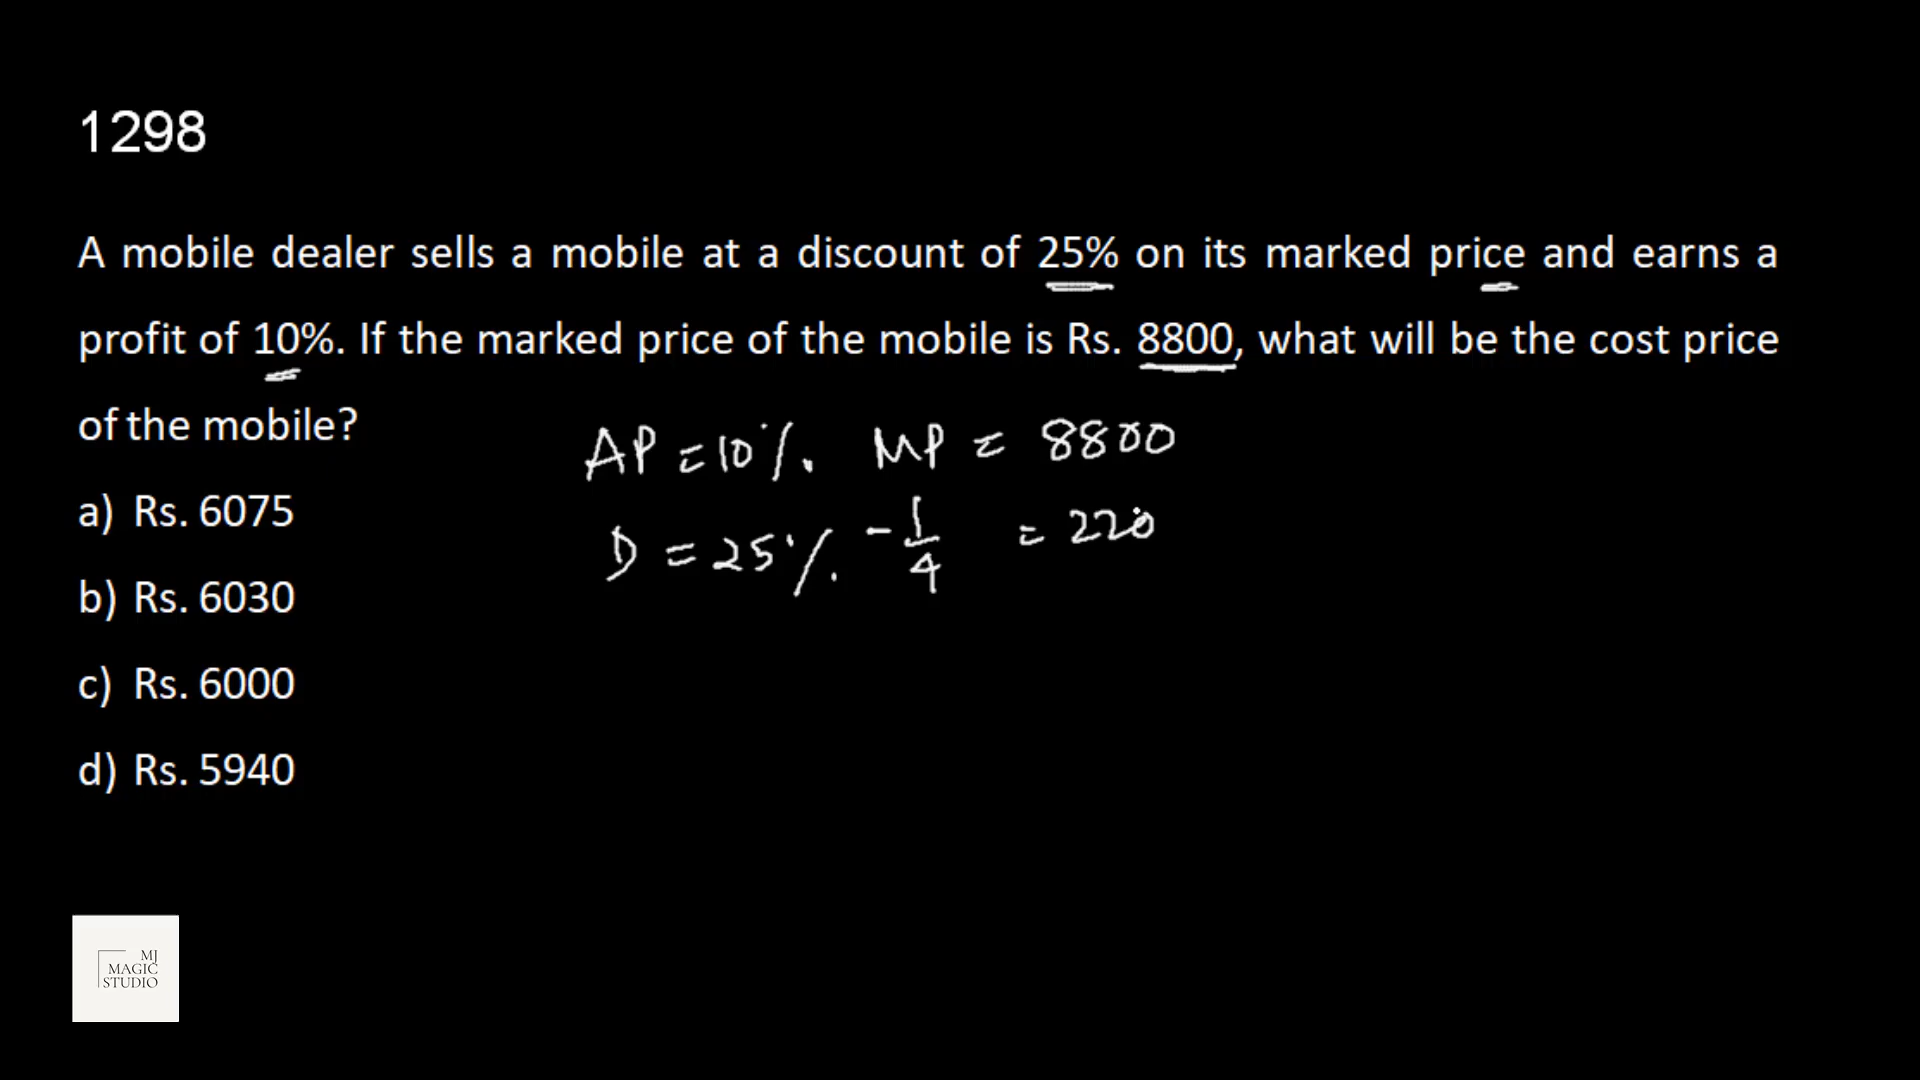 1298
A mobile dealer sells a mobile at a discount of 25% on its marked price and earns a
profit of 10%. If the marked price of the mobile is Rs. 8800, what will be the cost price
of the mobile?
AP = 10%. MP = 8800
D = 25%. - 1/4 = 220
a) Rs. 6075
b) Rs. 6030
c) Rs. 6000
d) Rs. 5940
MJ
MAGIC
STUDIO